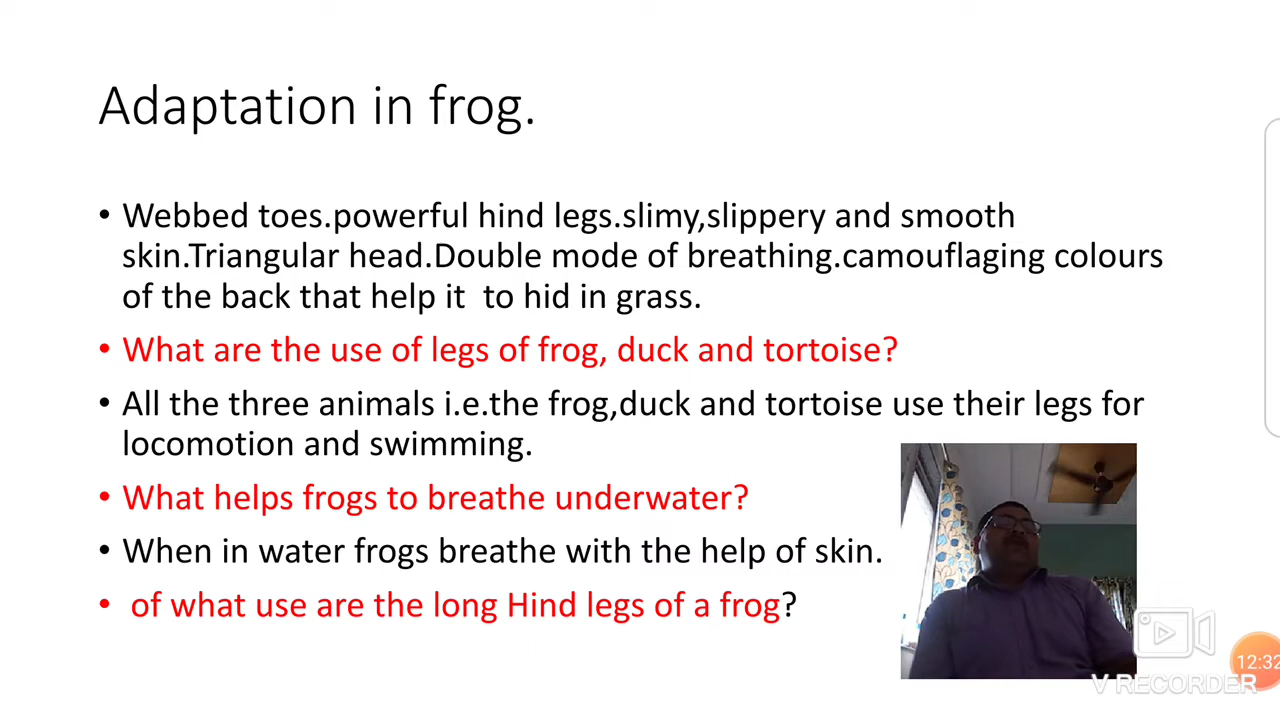 Adaptation in frog.
• Webbed toes.powerful hind legs.slimy,slippery and smooth
skin.Triangular head.Double mode of breathing.camouflaging colours
of the back that help it  to hid in grass.
• What are the use of legs of frog, duck and tortoise?
• All the three animals i.e.the frog,duck and tortoise use their legs for
locomotion and swimming.
• What helps frogs to breathe underwater?
• When in water frogs breathe with the help of skin.
• of what use are the long Hind legs of a frog?
12:32
V RECORDER